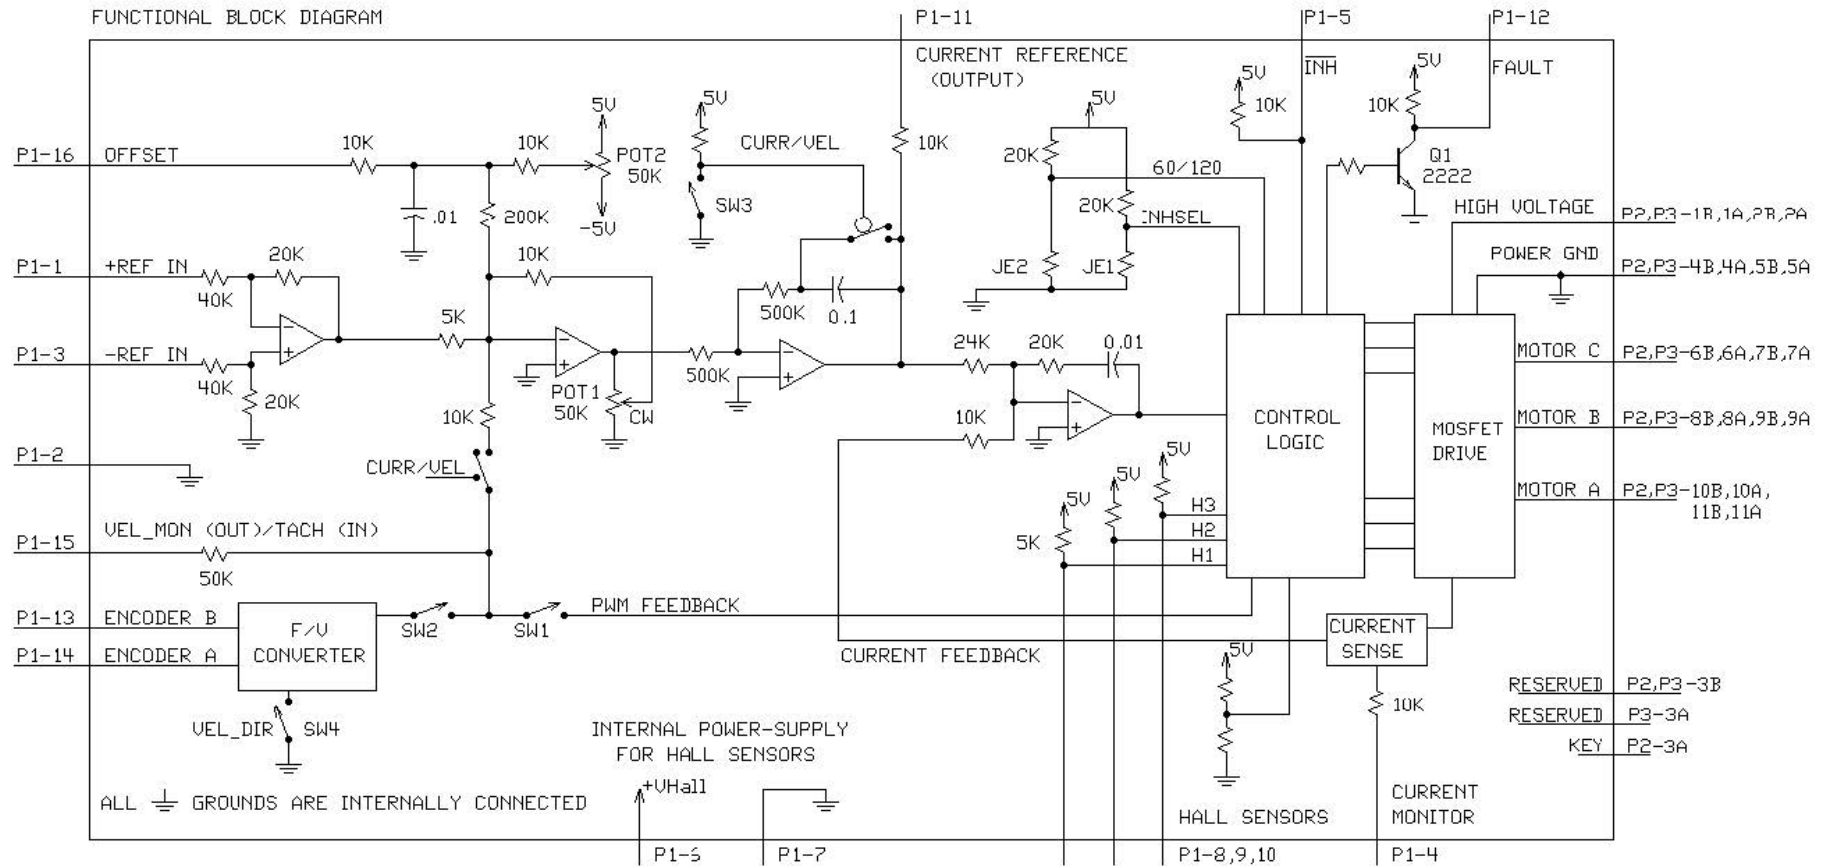 FUNCTIONAL BLOCK DIAGRAM
P1-11
P1-5
P1-12
CURRENT REFERENCE
(OUTPUT)
INH
FAULT
5V
10K
5V
10K
P1-16 OFFSET
10K
10K
5V
POT2
50K
-5V
5V
CURR/VEL
SW3
10K
5V
20K
60/120
20K
INHSEL
JE2
JE1
Q1
2222
.01
200K
HIGH VOLTAGE P2,P3-1B,1A,2B,2A
POWER GND P2,P3-4B,4A,5B,5A
P1-1 +REF IN
40K
20K
10K
500K
0.1
P1-3 -REF IN
40K
20K
5K
POT1
50K
CW
500K
24K
20K
0.01
10K
CONTROL
LOGIC
MOSFET
DRIVE
MOTOR C P2,P3-6B,6A,7B,7A
MOTOR B P2,P3-8B,8A,9B,9A
MOTOR A P2,P3-10B,10A,
11B,11A
10K
P1-2
CURR/VEL
5V
5V
5V
5K
H3
H2
H1
VEL_MON (OUT)/TACH (IN)
P1-15
50K
P1-13 ENCODER B
P1-14 ENCODER A
F/V
CONVERTER
SW2
SW1
PWM FEEDBACK
CURRENT FEEDBACK
CURRENT
SENSE
5V
10K
RESERVED P2,P3-3B
RESERVED P3-3A
KEY P2-3A
VEL_DIR
SW4
INTERNAL POWER-SUPPLY
FOR HALL SENSORS
+VHall
ALL GROUNDS ARE INTERNALLY CONNECTED
HALL SENSORS
CURRENT
MONITOR
P1-6
P1-7
P1-8,9,10
P1-4